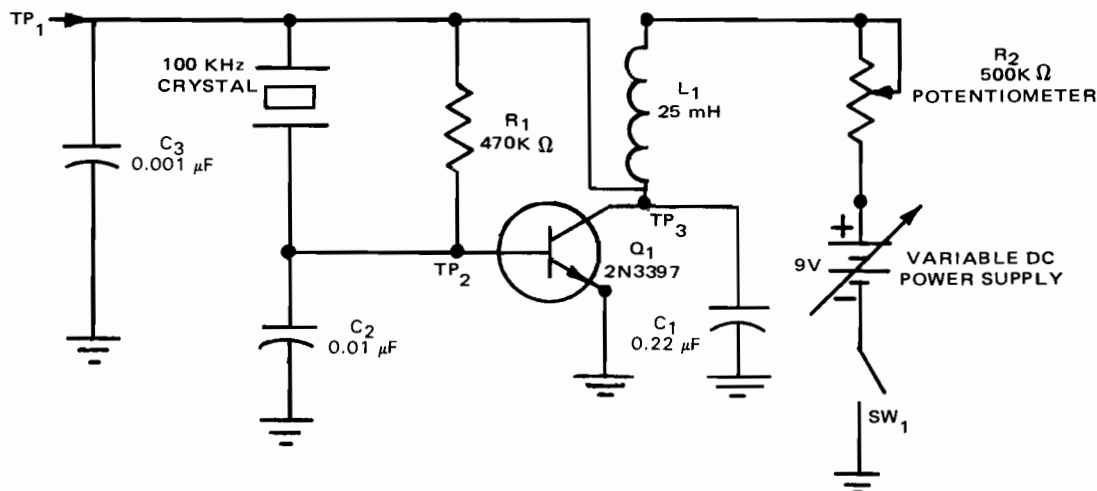 TP1
100 KHz
CRYSTAL
C3
0.001 μF
R1
470K Ω
L1
25 mH
R2
500K Ω
POTENTIOMETER
TP2
TP3
Q1
2N3397
+
9V
−
VARIABLE DC
POWER SUPPLY
C2
0.01 μF
C1
0.22 μF
SW1